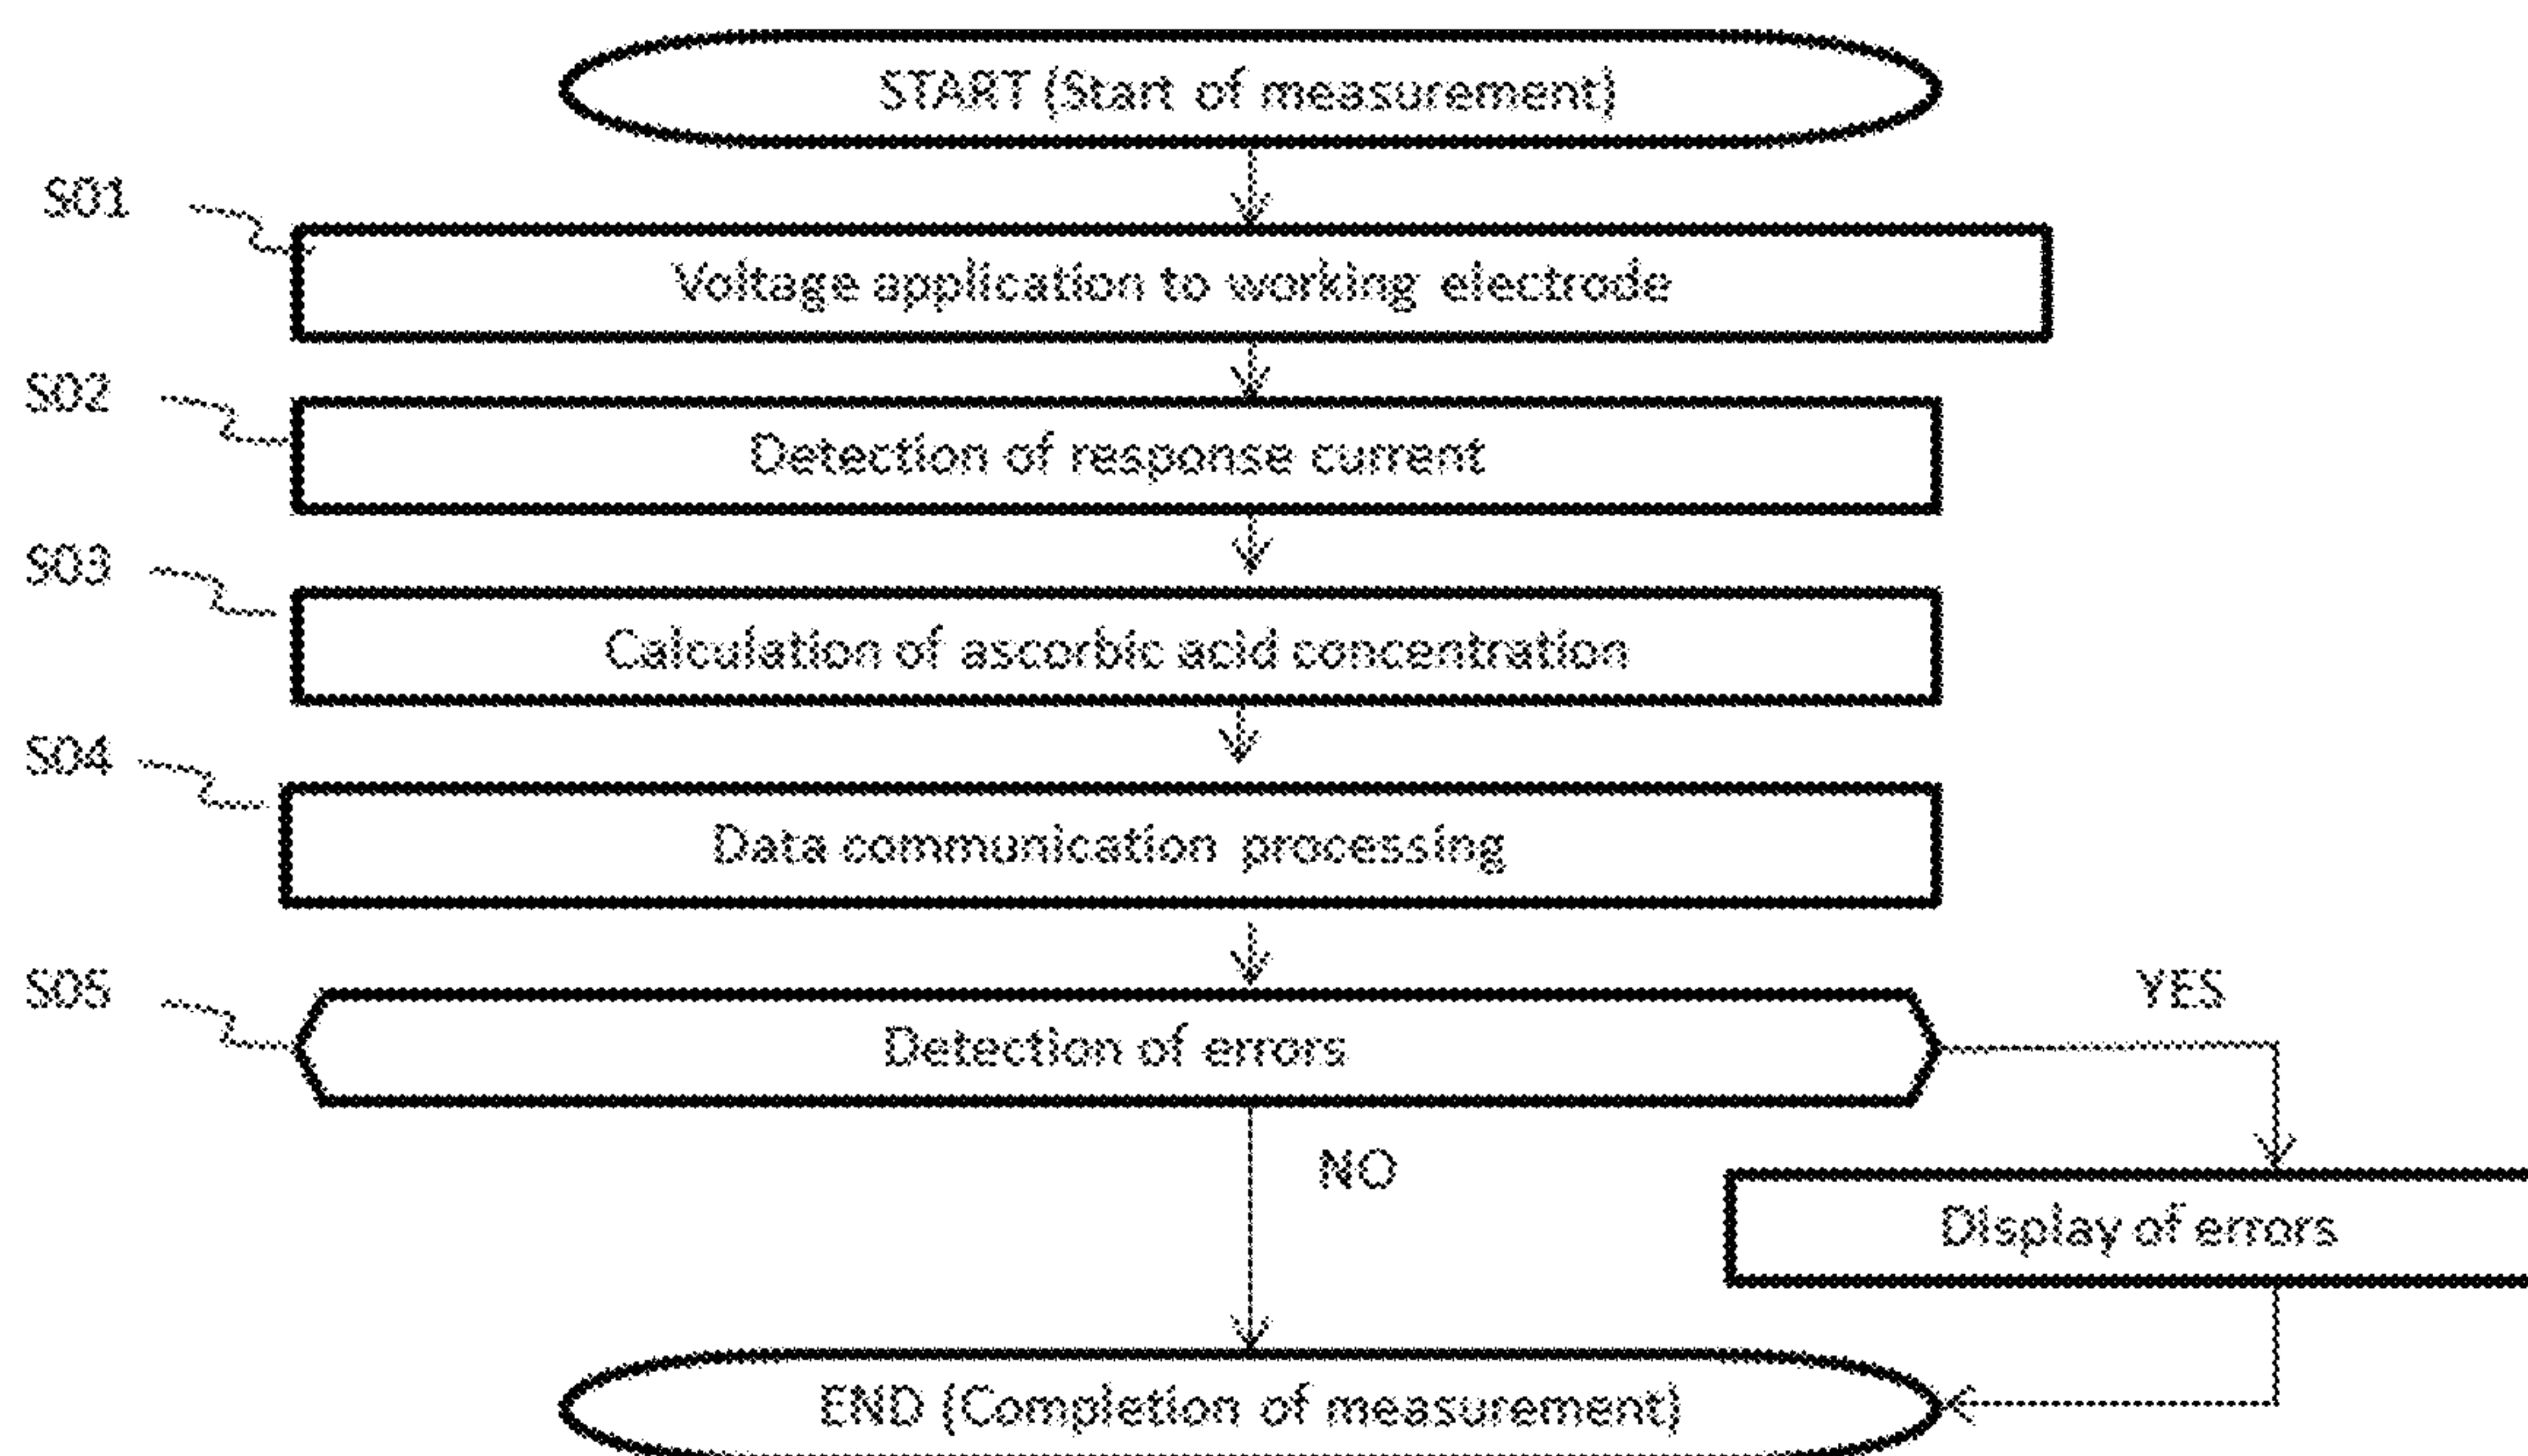 START (Start of measurement)
S01
Voltage application to working electrode
S02
Detection of response current
S03
Calculation of ascorbic acid concentration
S04
Data communication processing
S05
Detection of errors
YES
NO
Display of errors
END (Completion of measurement)